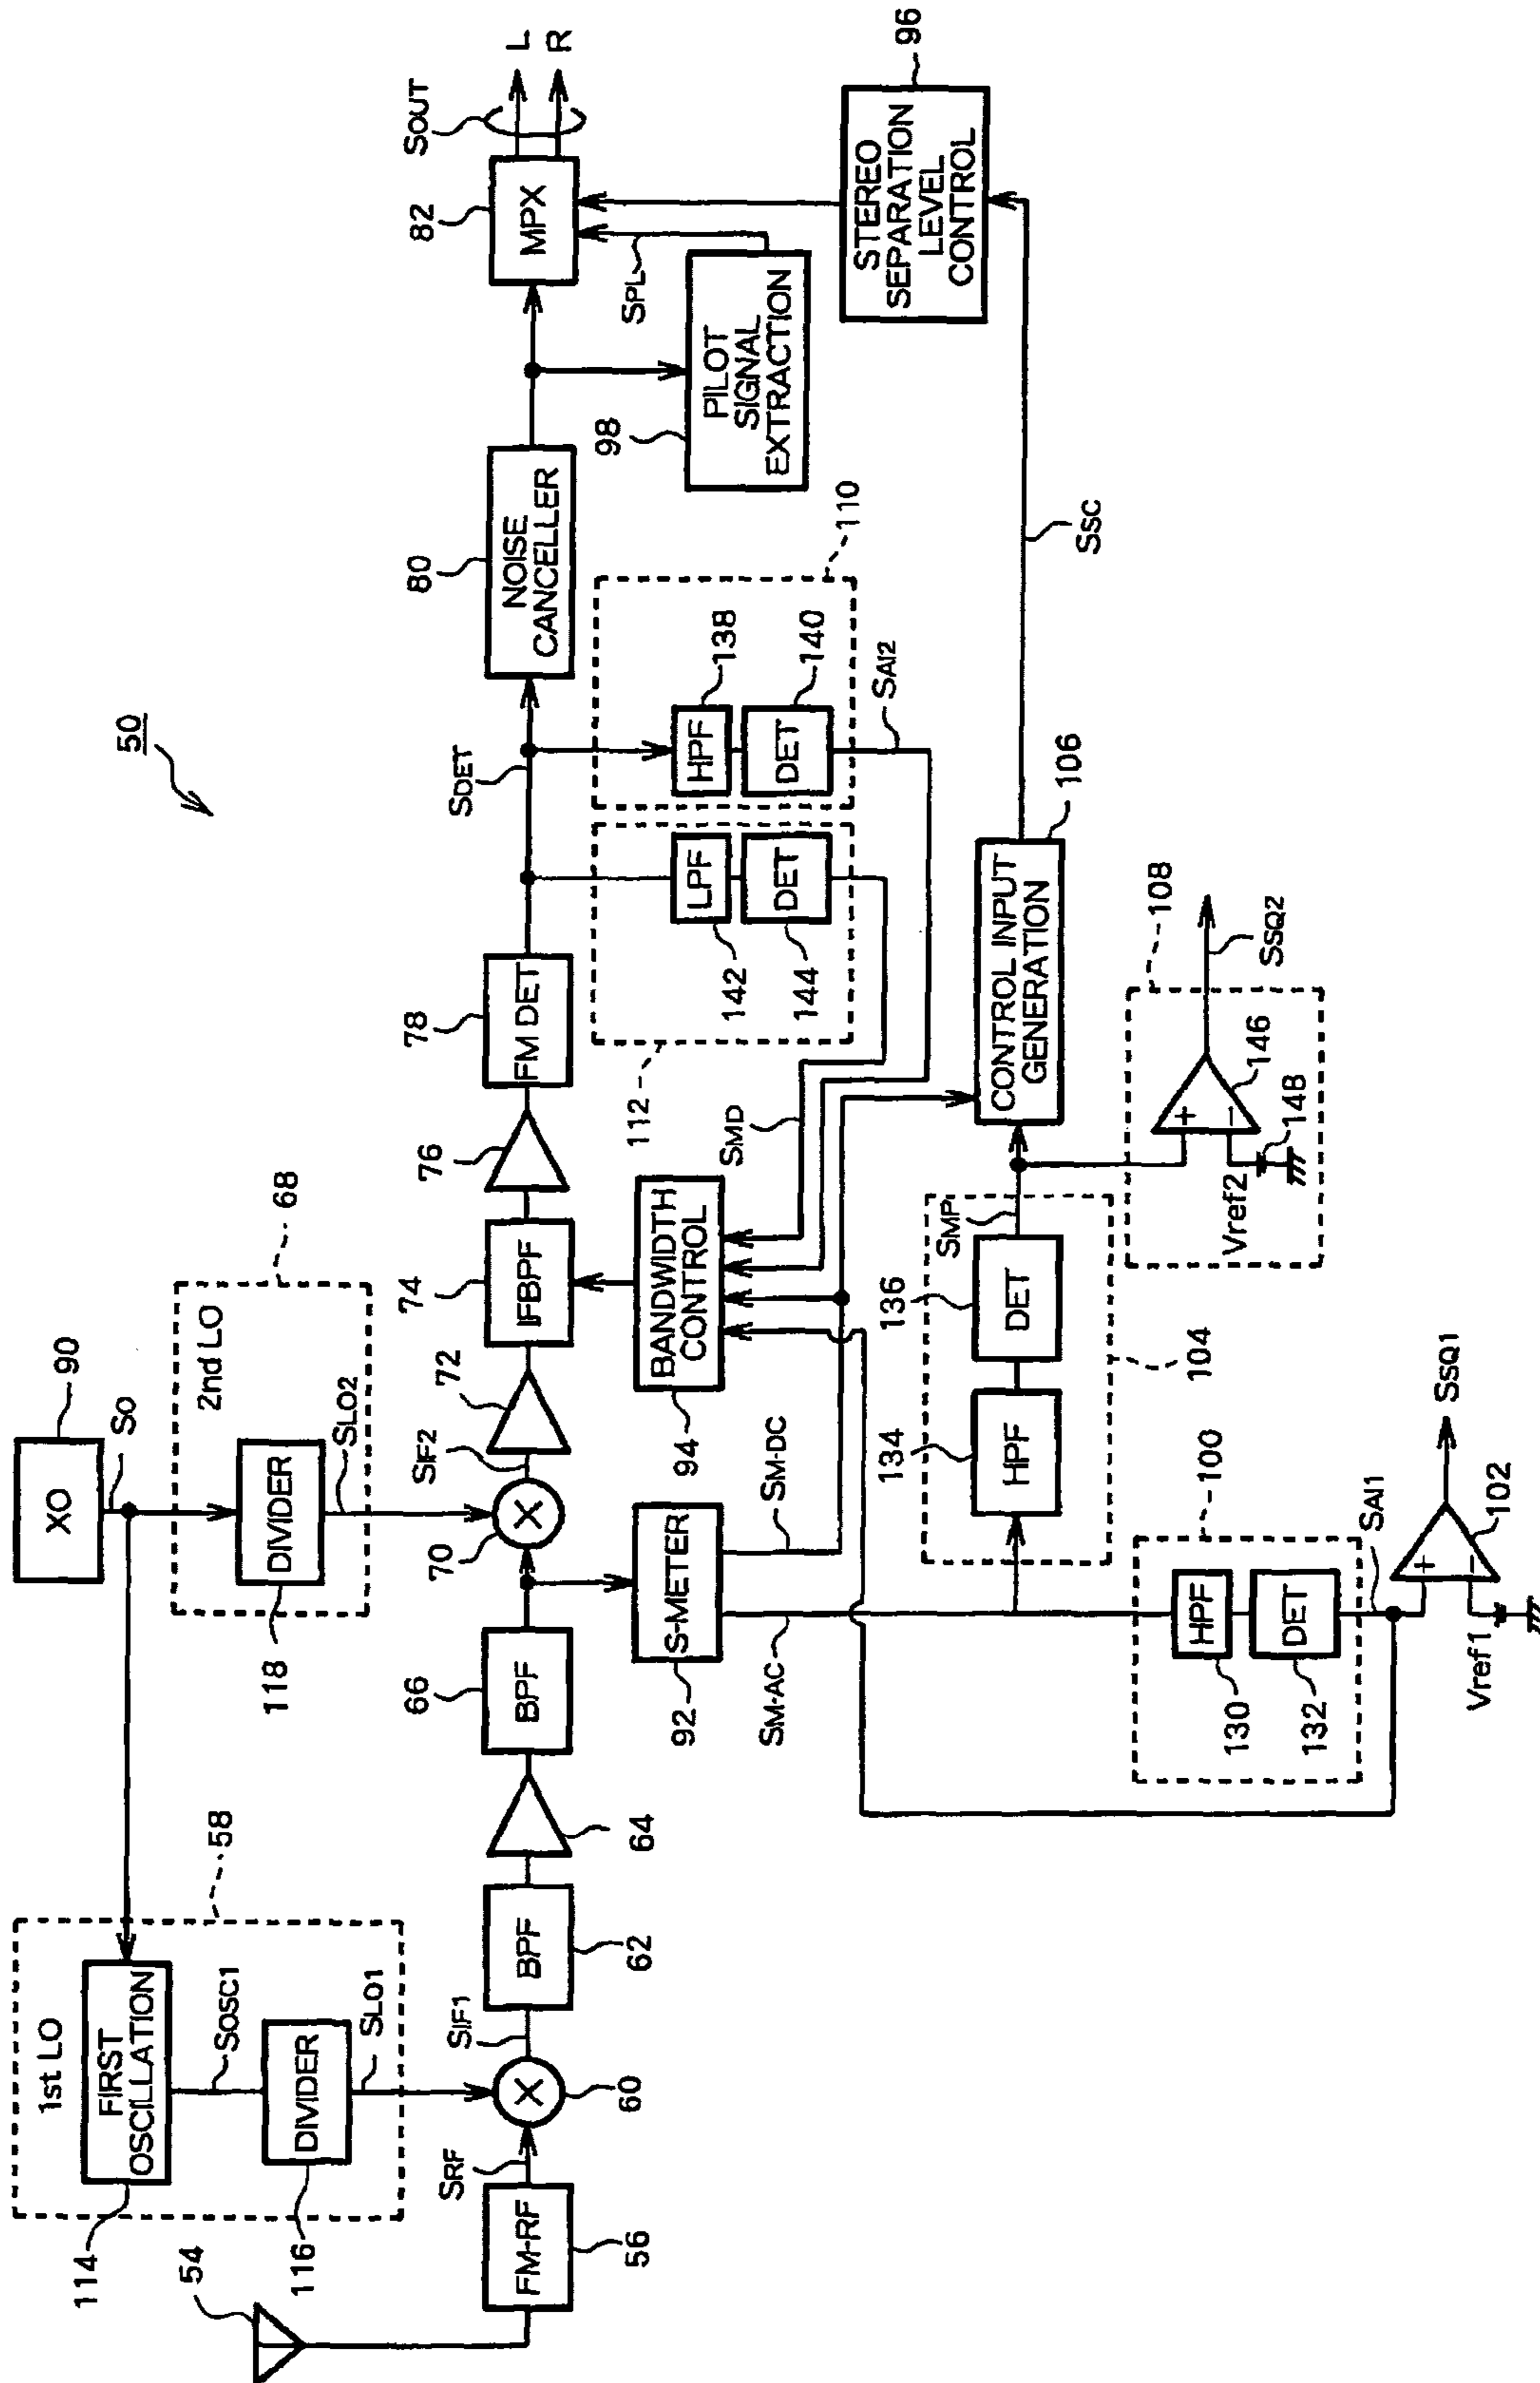 50
90
XO
SO
58
1st LO
FIRST
OSCILLATION
114
SOSC1
DIVIDER
116
SLO1
68
2nd LO
DIVIDER
118
SLO2
54
FM-RF
56
SRF
60
SIF1
BPF
62
64
BPF
66
70
SIF2
72
IFBPF
74
76
FM DET
78
SDET
NOISE
CANCELLER
80
MPX
82
SOUT
L
R
SPL
PILOT
SIGNAL
EXTRACTION
98
STEREO
SEPARATION
LEVEL
CONTROL
96
110
HPF
138
DET
140
SAI2
112
LPF
142
DET
144
SMD
BANDWIDTH
CONTROL
94
S-METER
92
SM-DC
SM-AC
104
HPF
134
DET
136
SMP
CONTROL INPUT
GENERATION
106
SSC
108
+
-
146
148
Vref2
SSQ2
100
HPF
130
DET
132
SAI1
+
-
102
Vref1
SSQ1